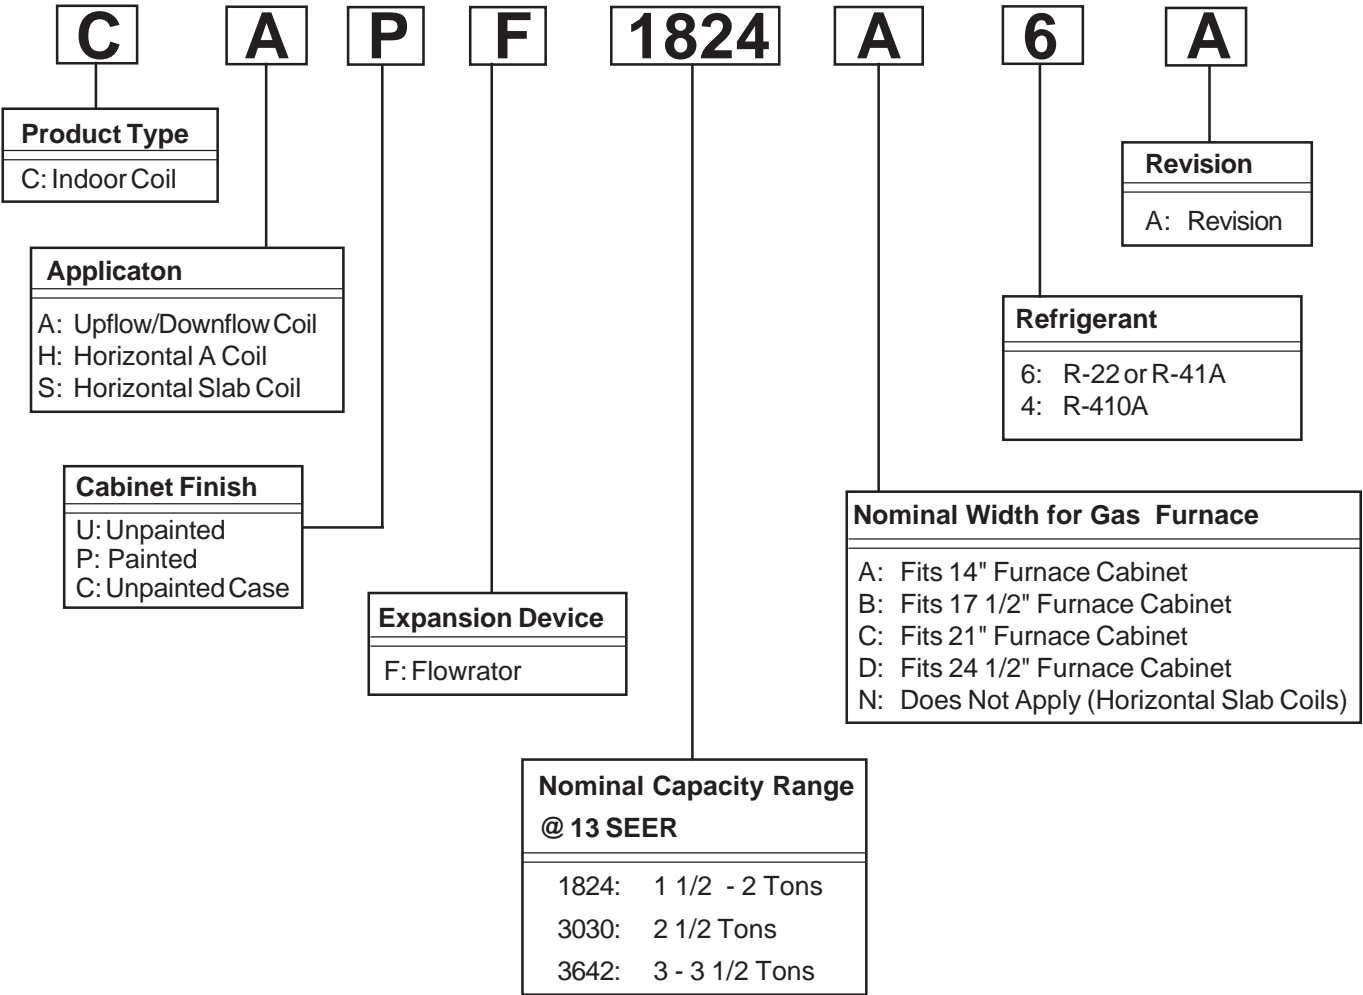 C A P F 1824 A 6 A
Product Type
C: Indoor Coil
Revision
A: Revision
Applicaton
A: Upflow/Downflow Coil
H: Horizontal A Coil
S: Horizontal Slab Coil
Refrigerant
6: R-22 or R-41A
4: R-410A
Cabinet Finish
U: Unpainted
P: Painted
C: Unpainted Case
Nominal Width for Gas Furnace
A: Fits 14" Furnace Cabinet
B: Fits 17 1/2" Furnace Cabinet
C: Fits 21" Furnace Cabinet
D: Fits 24 1/2" Furnace Cabinet
N: Does Not Apply (Horizontal Slab Coils)
Expansion Device
F: Flowrator
Nominal Capacity Range
@ 13 SEER
1824: 1 1/2 - 2 Tons
3030: 2 1/2 Tons
3642: 3 - 3 1/2 Tons